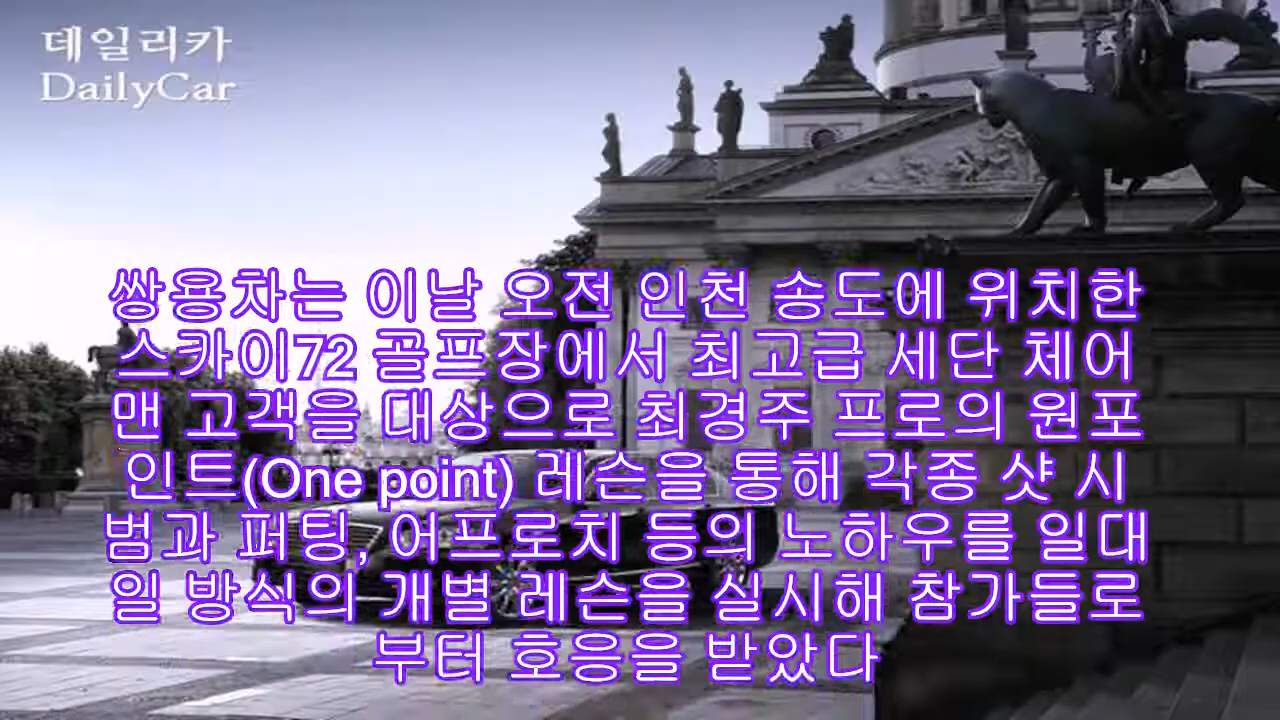 데일리카
DailyCar
쌍용차는 이날 오전 인천 송도에 위치한
스카이72 골프장에서 최고급 세단 체어
맨 고객을 대상으로 최경주 프로의 원포
인트(One point) 레슨을 통해 각종 샷 시
범과 퍼팅, 어프로치 등의 노하우를 일대
일 방식의 개별 레슨을 실시해 참가들로
부터 호응을 받았다